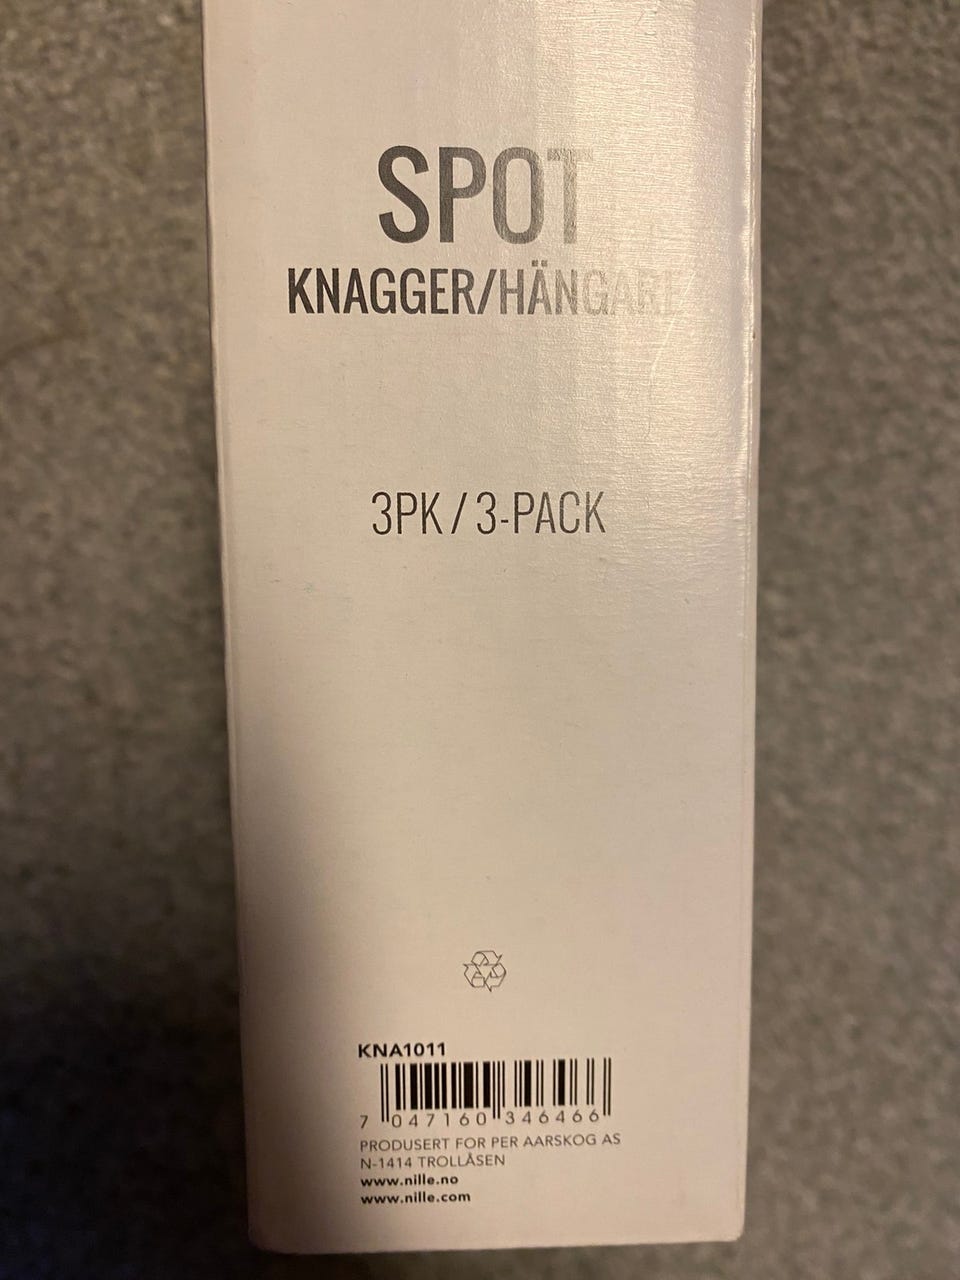 SPOT
KNAGGER/HÄNGARE
3PK / 3-PACK
KNA1011
7 047160 346466
PRODUSERT FOR PER AARSKOG AS
N-1414 TROLLÅSEN
www.nille.no
www.nille.com